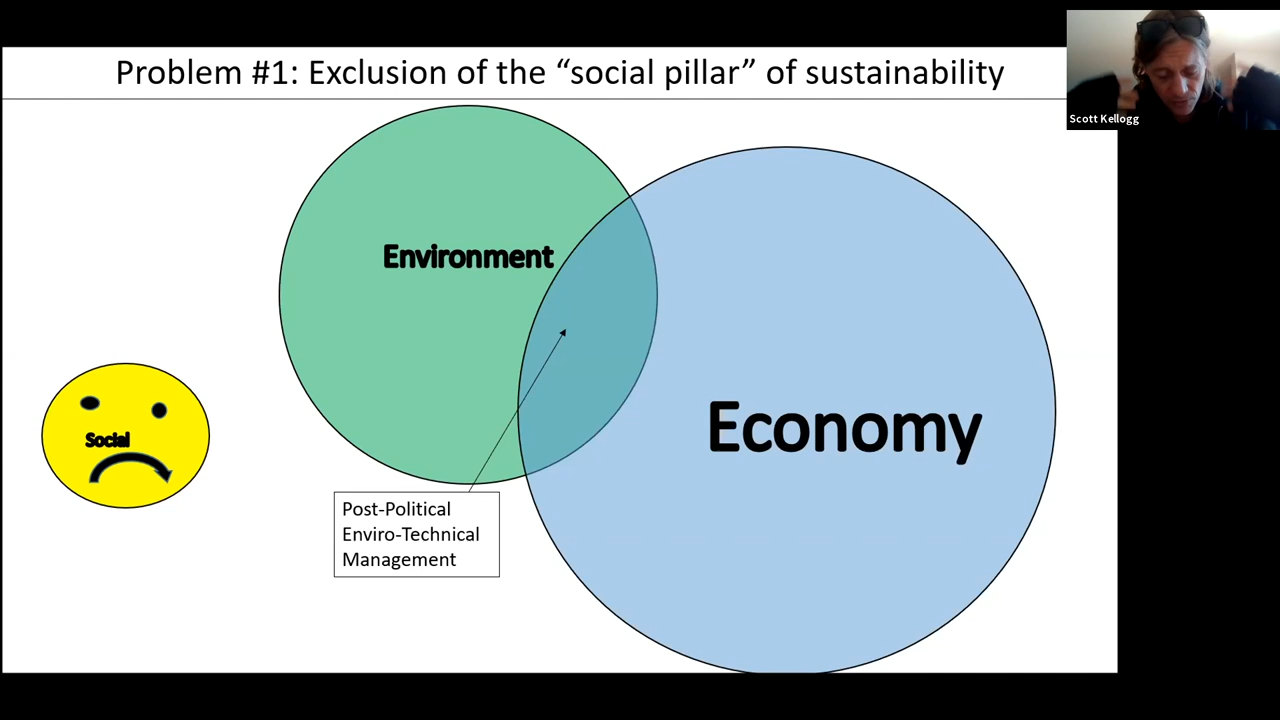 Problem #1: Exclusion of the “social pillar” of sustainability
Scott Kellogg
Environment
Economy
Social
Post-Political
Enviro-Technical
Management